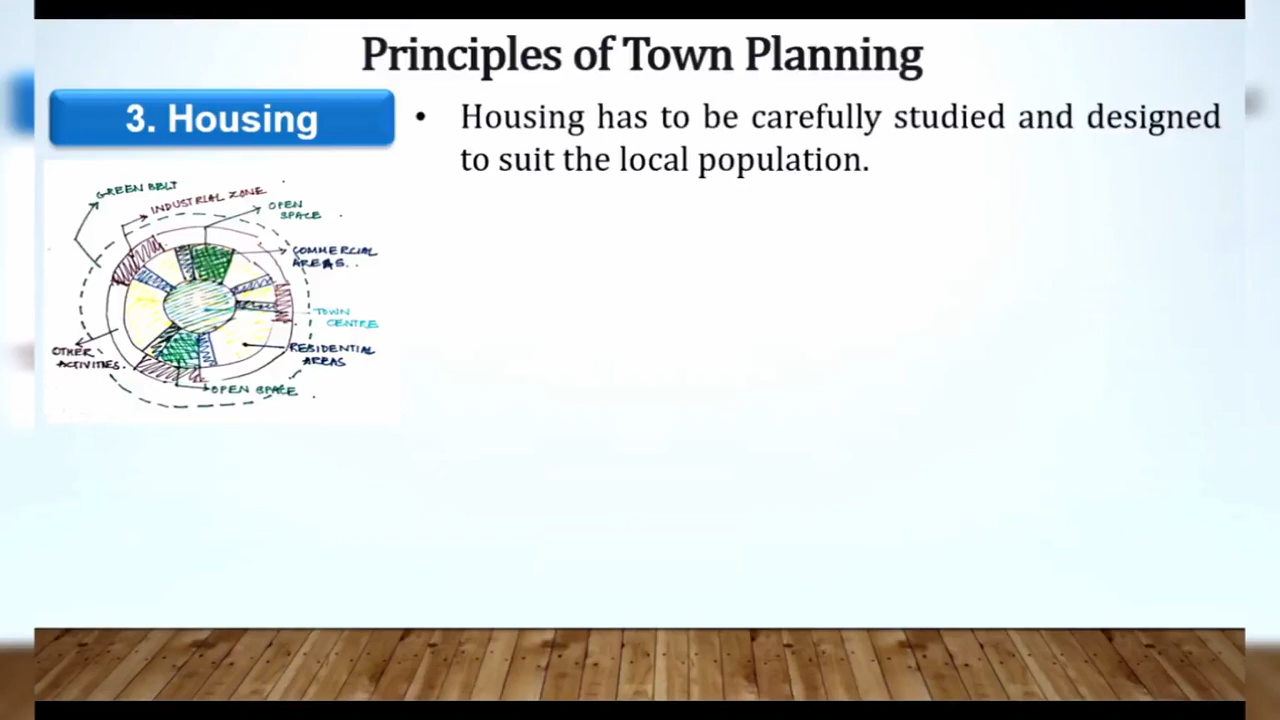 Principles of Town Planning
3. Housing
• Housing has to be carefully studied and designed
to suit the local population.
GREEN BELT
INDUSTRIAL ZONE
OPEN
SPACE
COMMERCIAL
AREAS..
TOWN
CENTRE
RESIDENTIAL
AREAS
OTHER
ACTIVITIES.
OPEN SPACE